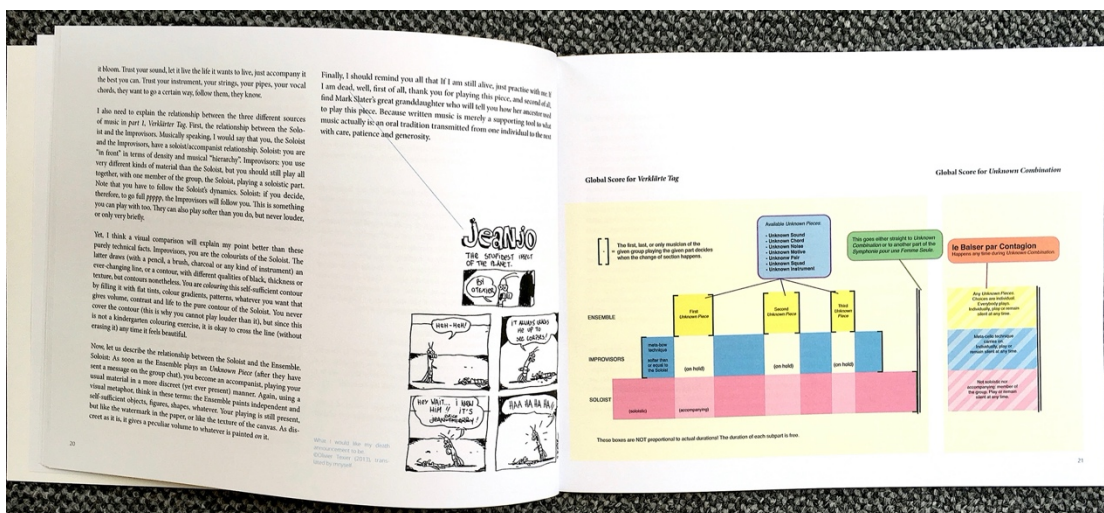 it bloom. Trust your sound, let it live the life it wants to live, just accompany it
the best you can. Trust your instrument, your strings, your pipes, your vocal
chords, they want to go a certain way, follow them, they know.
I also need to explain the relationship between the three different sources
of music in part 1, Verklärte Tag. First, the relationship between the Solo-
ist and the Improvisors. Musically speaking, I would say that you, the Soloist
and the Improvisors, have a soloist/accompanist relationship. Soloist: you are
"in front" in terms of density and musical "hierarchy". Improvisors: you use
very different kinds of material than the Soloist, but you should still play all
together, with one member of the group, the Soloist, playing a soloistic part.
Note that you have to follow the Soloist's dynamics. Soloist: if you decide,
therefore, to go full ppppp, the Improvisors will follow you. This is something
you can play with too. They can also play softer than you do, but never louder,
or only very briefly.
Yet, I think a visual comparison will explain my point better than these
purely technical facts. Improvisors, you are the colourists of the Soloist. The
latter draws (with a pencil, a brush, charcoal or any kind of instrument) an
ever-changing line, or a contour, with different qualities of black, thickness or
texture, but contours nonetheless. You are colouring this self-sufficient contour
by filling it with flat tints, colour gradients, patterns, whatever you want that
gives volume, contrast and life to the pure contour of the Soloist. You never
cover the contour (this is why you cannot play louder than it), but since this
is not a kindergarten colouring exercise, it is okay to cross the line (without
erasing it) any time it feels beautiful.
Now, let us describe the relationship between the Soloist and the Ensemble.
Soloist: As soon as the Ensemble plays an Unknown Piece (after they have
sent a message on the group chat), you become an accompanist, playing your
usual material in a more discreet (yet ever present) manner. Again, using a
visual metaphor, think in these terms: the Ensemble paints independent and
self-sufficient objects, figures, shapes, whatever. Your playing is still present,
but like the watermark in the paper, or like the texture of the canvas. As dis-
creet as it is, it gives a peculiar volume to whatever is painted on it.
20
Finally, I should remind you all that If I am still alive, just practise with me. If
I am dead, well, first of all, thank you for playing this piece, and second of all,
find Mark Slater's great granddaughter who will tell you how her ancestor used
to play this piece. Because written music is merely a supporting tool to what
music actually is: an oral tradition transmitted from one individual to the next
with care, patience and generosity.
JEANJO
THE STUPIDEST IDIOT
OF THE PLANET.
HEH-HEH!
IT ALWAYS CHEERS
ME UP TO
SEE CORPSES!
HEY WAIT... I KNEW
HIM!! IT'S
HAA HA HA HA!!
What I would like my death
announcement to be.
Global Score for Verklärte Tag
Global Score for Unknown Combination
The first, last, or only musician of the
given group playing the given part decides
when the change of section happens.
Available Unknown Pieces:
- Unknown Sound
- Unknown Chord
- Unknown Noise
- Unknown Native
- Unknown Pair
- Unknown Squad
- Unknown Instrument
This goes either straight to Unknown
Combination or to another part of the
Symphonie pour une Femme Seule.
le Baiser par Contagion
Happens any time during Unknown Combination
ENSEMBLE
First
Unknown Piece
Second
Unknown Piece
Third
Unknown Piece
Any Unknown Pieces
Choices are individual.
Everybody plays.
Individually, play or remain
silent at any time.
IMPROVISORS
meta-bow
technique
softer than
or equal to
the Soloist
(on hold)
(on hold)
(on hold)
Meta-bow technique
carries on.
Individually, play or
remain silent at any time.
SOLOIST
(soloistic)
(accompanying)
Not soloistic nor
accompanying: member of
the group. Play or remain
silent at any time.
These boxes are NOT proportional to actual durations! The duration of each subpart is free.
21